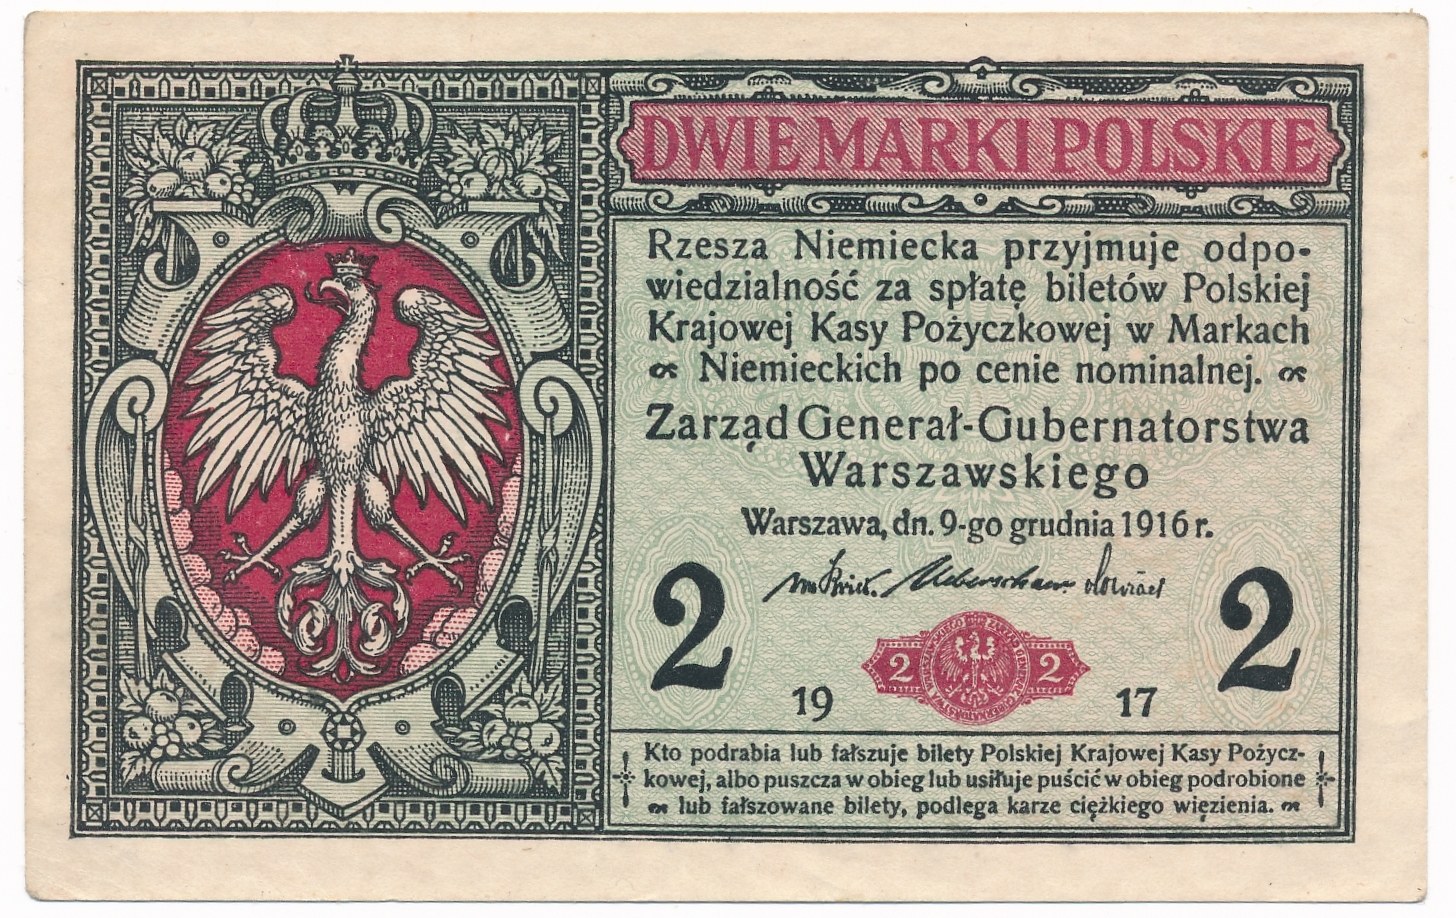 DWIE MARKI POLSKIE
Rzesza Niemiecka przyjmuje odpo-
wiedzialność za spłatę biletów Polskiej
Krajowej Kasy Pożyczkowej w Markach
Niemieckich po cenie nominalnej.
Zarząd Generał-Gubernatorstwa
Warszawskiego
Warszawa, dn. 9-go grudnia 1916 r.
2 2
2 2
19 17
Kto podrabia lub fałszuje bilety Polskiej Krajowej Kasy Pożycz-
kowej, albo puszcza w obieg lub usiłuje puścić w obieg podrobione
lub fałszowane bilety, podlega karze ciężkiego więzienia.